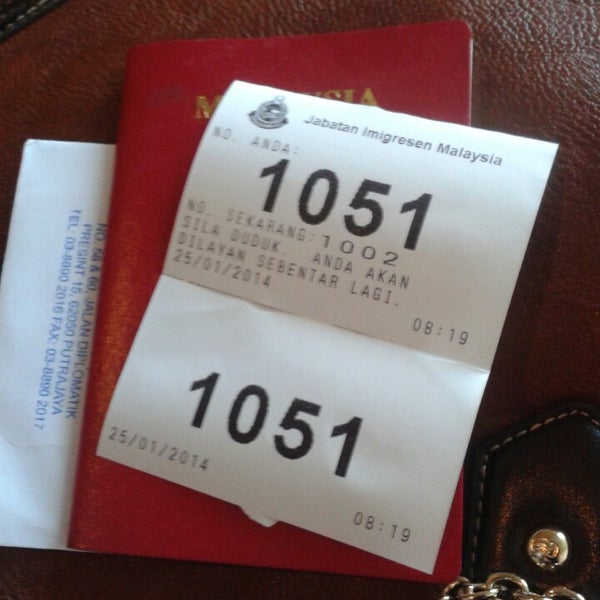 MALAYSIA
Jabatan Imigresen Malaysia
NO. ANDA:
1051
NO. SEKARANG: 1002
SILA DUDUK. ANDA AKAN
DILAYAN SEBENTAR LAGI.
25/01/2014
08:19
1051
25/01/2014
08:19
NO. 58 & 60, JALAN DIPLOMATIK
PRESINT 15, 62050 PUTRAJAYA
TEL: 03-8890 2016 FAX: 03-8890 2017